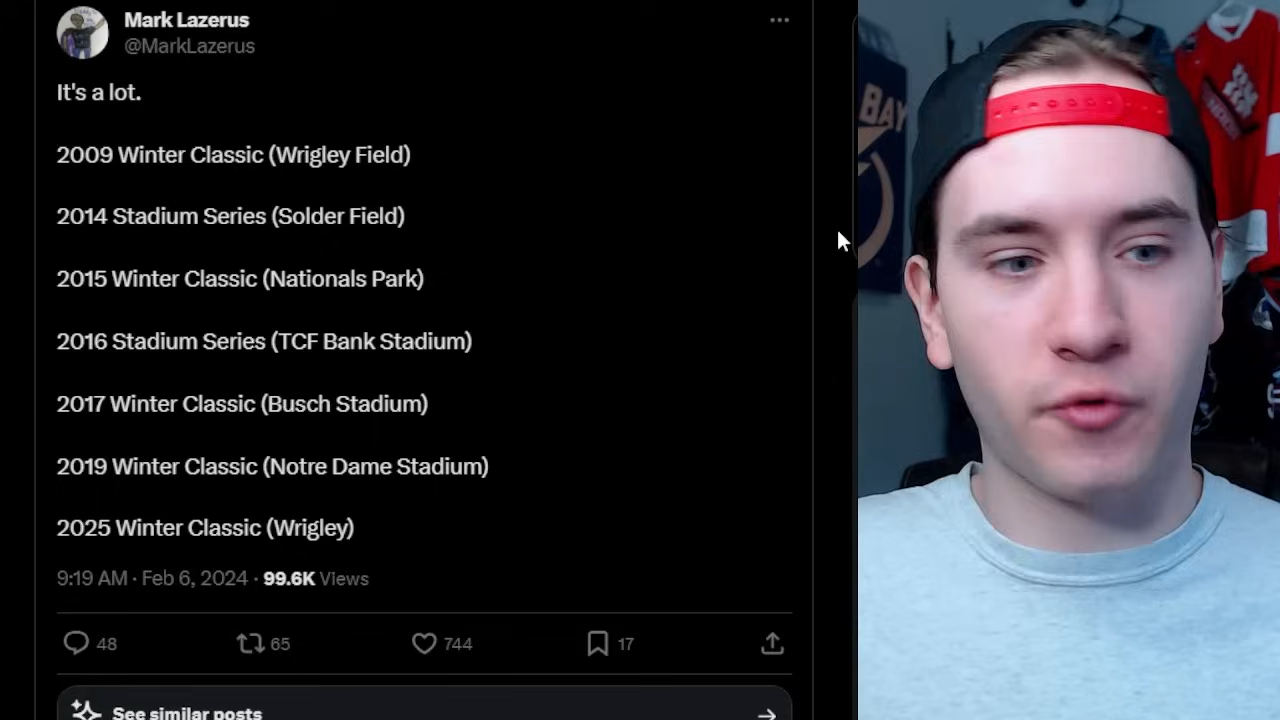 Mark Lazerus
@MarkLazerus
It's a lot.
2009 Winter Classic (Wrigley Field)
2014 Stadium Series (Solder Field)
2015 Winter Classic (Nationals Park)
2016 Stadium Series (TCF Bank Stadium)
2017 Winter Classic (Busch Stadium)
2019 Winter Classic (Notre Dame Stadium)
2025 Winter Classic (Wrigley)
9:19 AM · Feb 6, 2024 · 99.6K Views
48 65 744 17
See similar posts
BAY